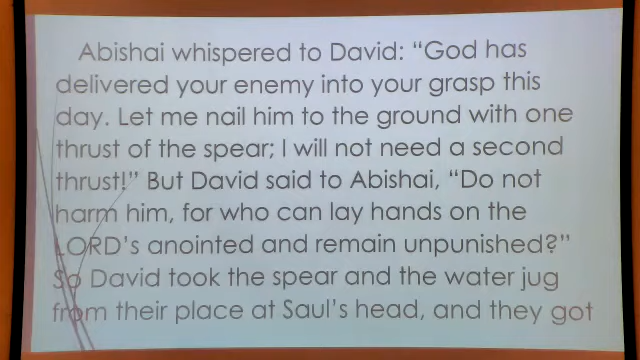 Abishai whispered to David: “God has
delivered your enemy into your grasp this
day. Let me nail him to the ground with one
thrust of the spear; I will not need a second
thrust!” But David said to Abishai, “Do not
harm him, for who can lay hands on the
LORD’s anointed and remain unpunished?”
So David took the spear and the water jug
from their place at Saul’s head, and they got